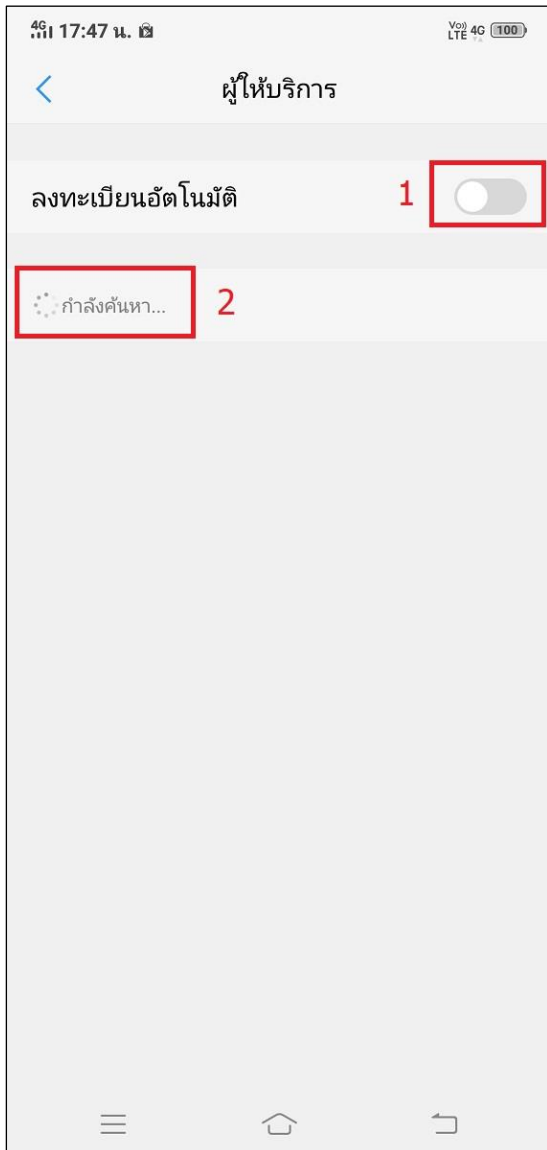 4G 17:47 น. Vo)) LTE 4G 100
ผู้ให้บริการ
ลงทะเบียนอัตโนมัติ 1
กำลังค้นหา... 2